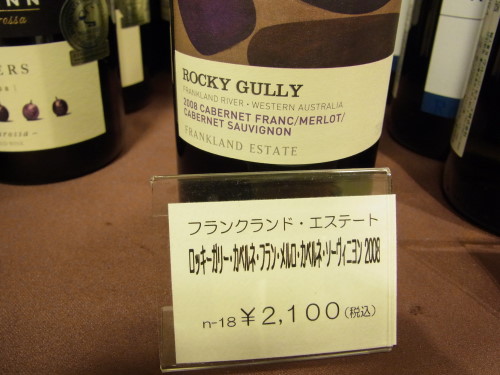 ROCKY GULLY
FRANKLAND RIVER • WESTERN AUSTRALIA
2008 CABERNET FRANC/MERLOT/
CABERNET SAUVIGNON
FRANKLAND ESTATE
フランクランド・エステート
ロッキーガリー・カベルネ・フラン・メルロ・カベルネ・ソーヴィニヨン 2008
n-18 ¥2,100(税込)
NN
rossa
ERS
rossa